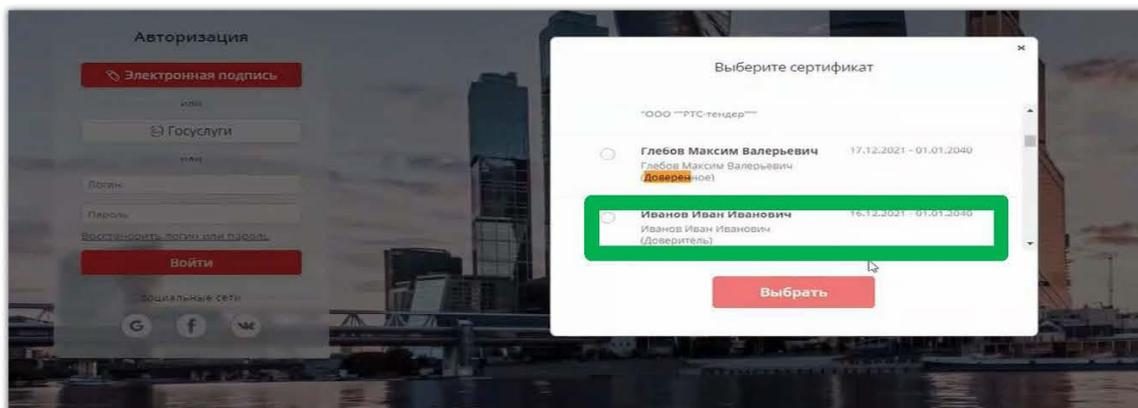 Авторизация
Электронная подпись
или
Госуслуги
или
Логин
Пароль
Восстановить логин или пароль
Войти
Социальные сети
G f
×
Выберите сертификат
"ООО ""РТС-тендер"""
Глебов Максим Валерьевич 17.12.2021 - 01.01.2040
Глебов Максим Валерьевич
(Доверенное)
Иванов Иван Иванович 16.12.2021 - 01.01.2040
Иванов Иван Иванович
(Доверитель)
Выбрать